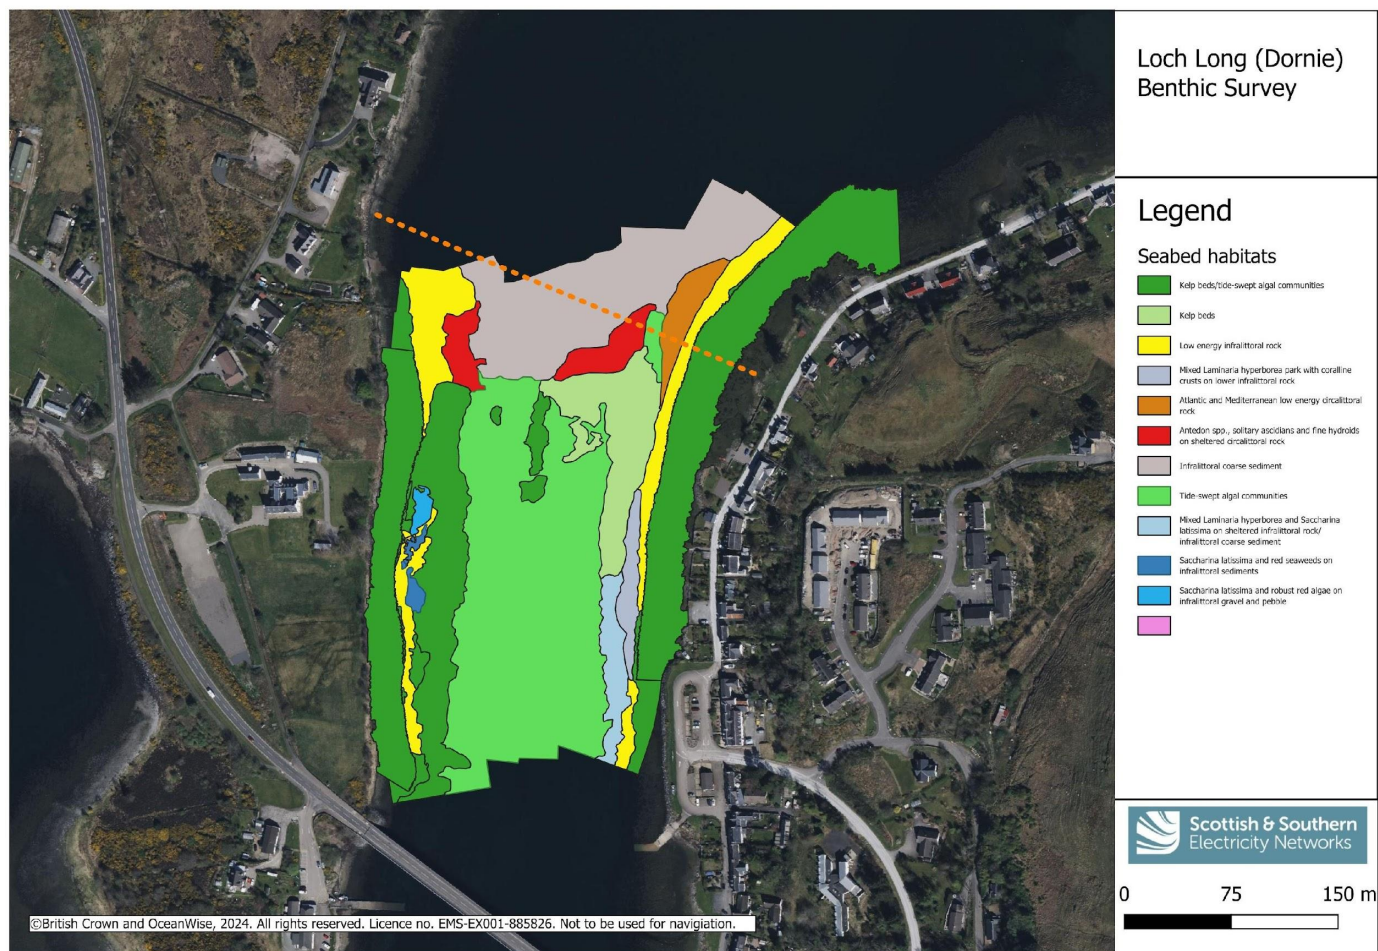 Loch Long (Dornie)
Benthic Survey
Legend
Seabed habitats
Kelp beds/tide-swept algal communities
Kelp beds
Low energy infralittoral rock
Mixed Laminaria hyperborea park with coralline
crusts on lower infralittoral rock
Atlantic and Mediterranean low energy circalittoral
rock
Antedon spp., solitary ascidians and fine hydroids
on sheltered circalittoral rock
Infralittoral coarse sediment
Tide-swept algal communities
Mixed Laminaria hyperborea and Saccharina
latissima on sheltered infralittoral rock/
infralittoral coarse sediment
Saccharina latissima and red seaweeds on
infralittoral sediments
Saccharina latissima and robust red algae on
infralittoral gravel and pebble
Scottish & Southern
Electricity Networks
0 75 150 m
©British Crown and OceanWise, 2024. All rights reserved. Licence no. EMS-EX001-885826. Not to be used for navigiation.